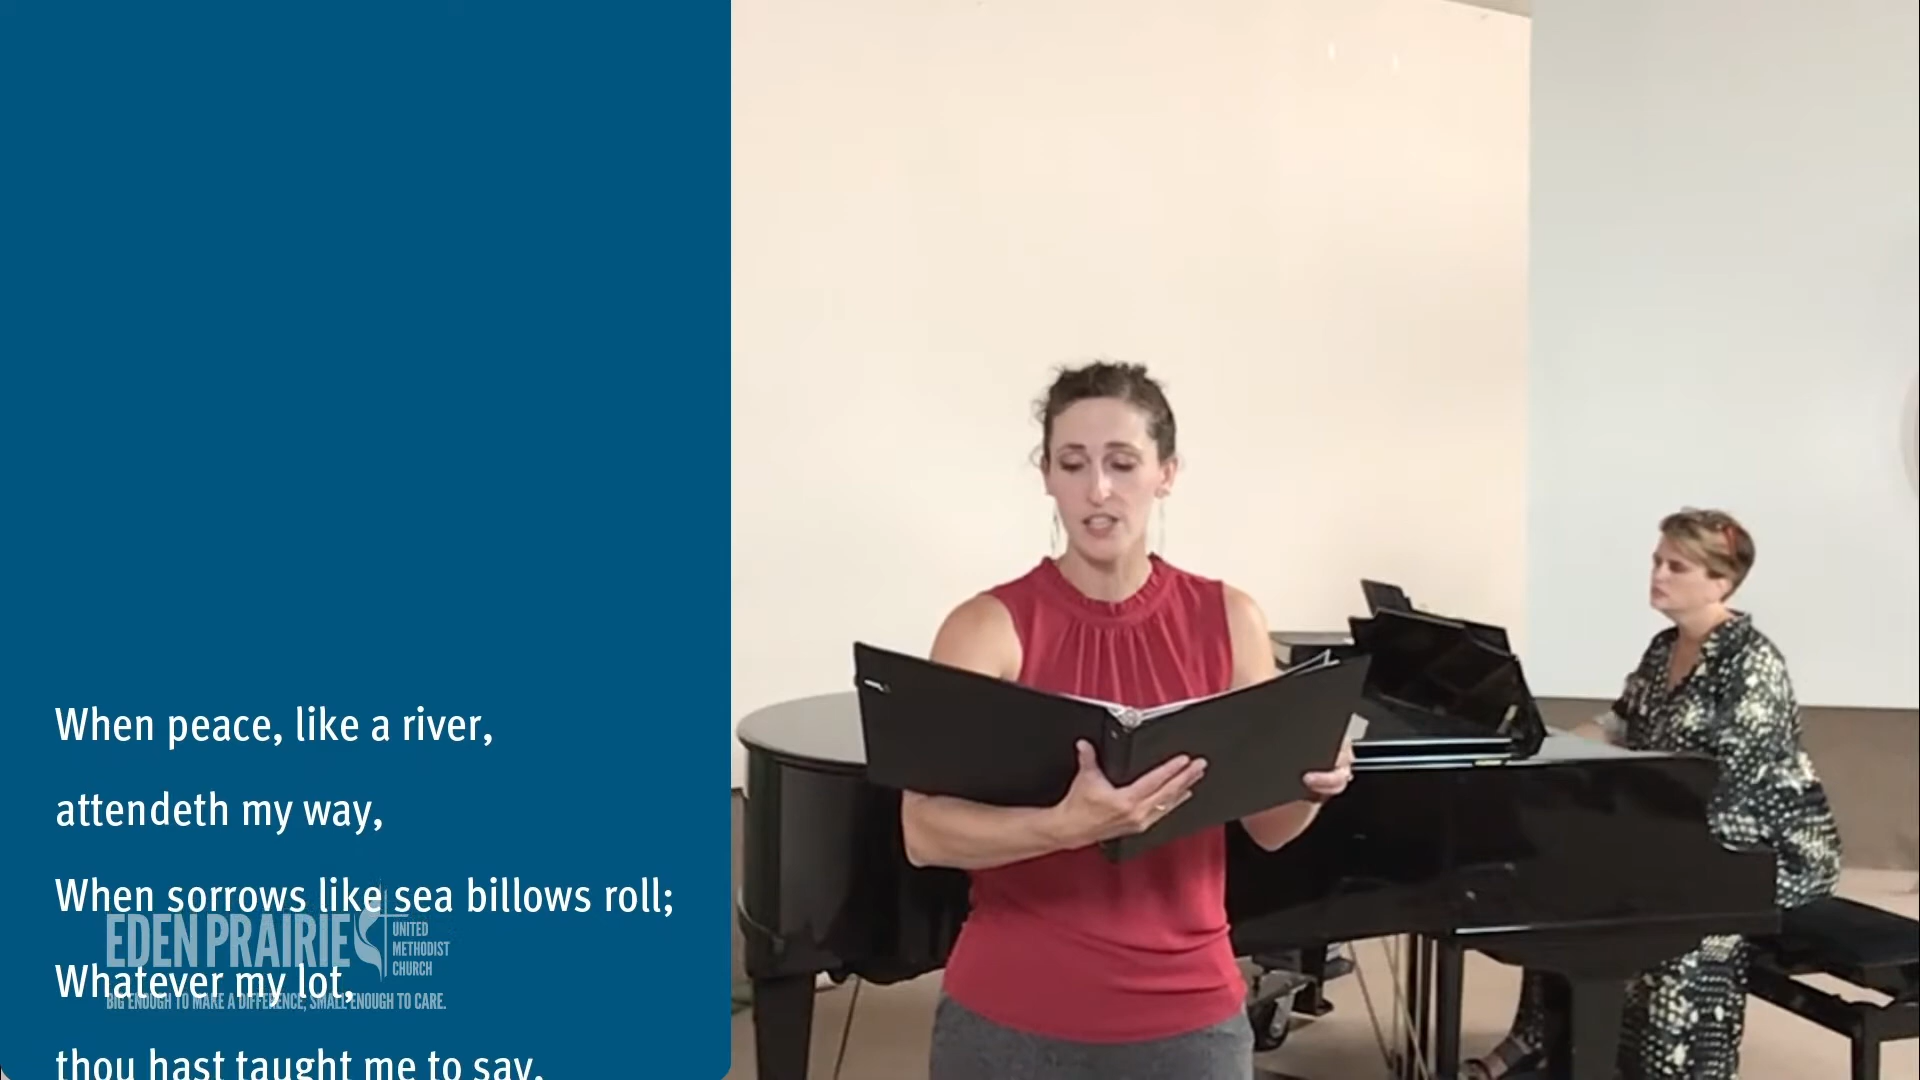 When peace, like a river,
attendeth my way,
When sorrows like sea billows roll;
EDEN PRAIRIE
UNITED
METHODIST
CHURCH
Whatever my lot,
BIG ENOUGH TO MAKE A DIFFERENCE, SMALL ENOUGH TO CARE.
thou hast taught me to say,